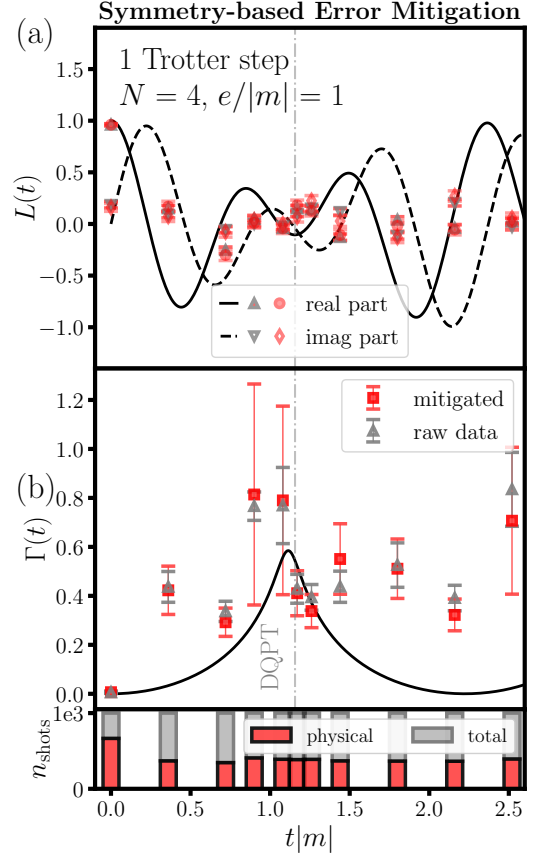 Symmetry-based Error Mitigation
(a)
1 Trotter step
N = 4, e/|m| = 1
L(t)
1.5
1.0
0.5
0.0
−0.5
−1.0
real part
imag part
(b)
Γ(t)
1.2
1.0
0.8
0.6
0.4
0.2
0.0
mitigated
raw data
DQPT
1e3
0
n_shots
physical
total
0.0 0.5 1.0 1.5 2.0 2.5
t|m|